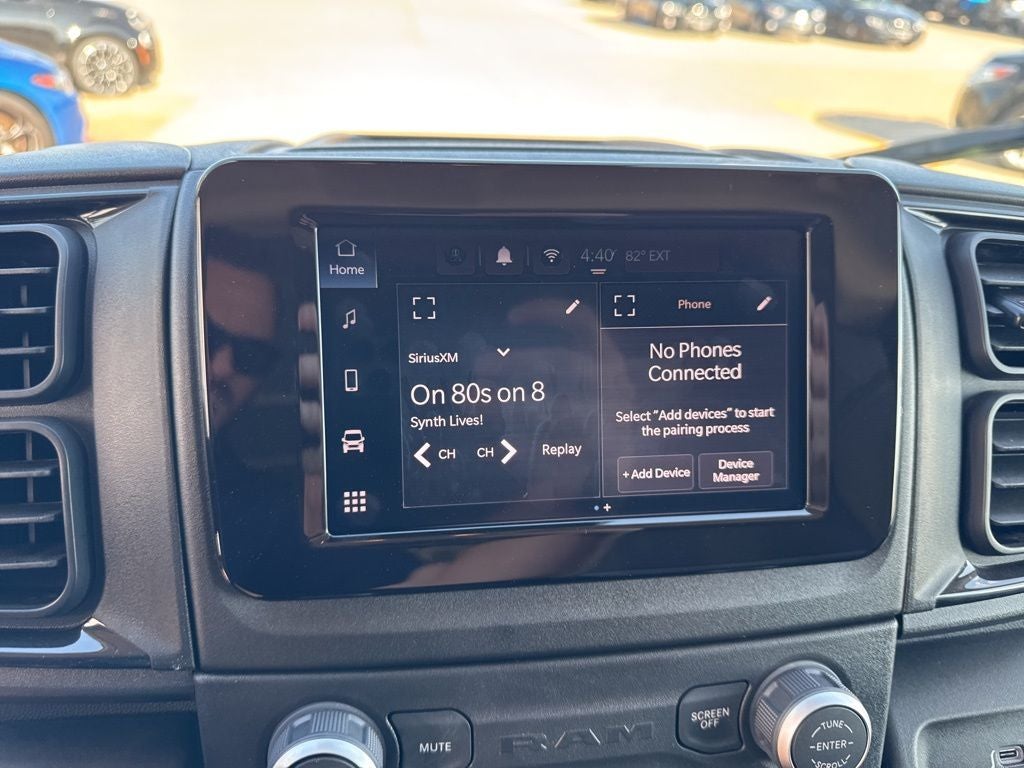 Home
4:40 82° EXT
SiriusXM
On 80s on 8
Synth Lives!
CH CH Replay
Phone
No Phones
Connected
Select "Add devices" to start
the pairing process
+ Add Device
Device
Manager
MUTE
RAM
SCREEN
OFF
TUNE
ENTER
SCROLL